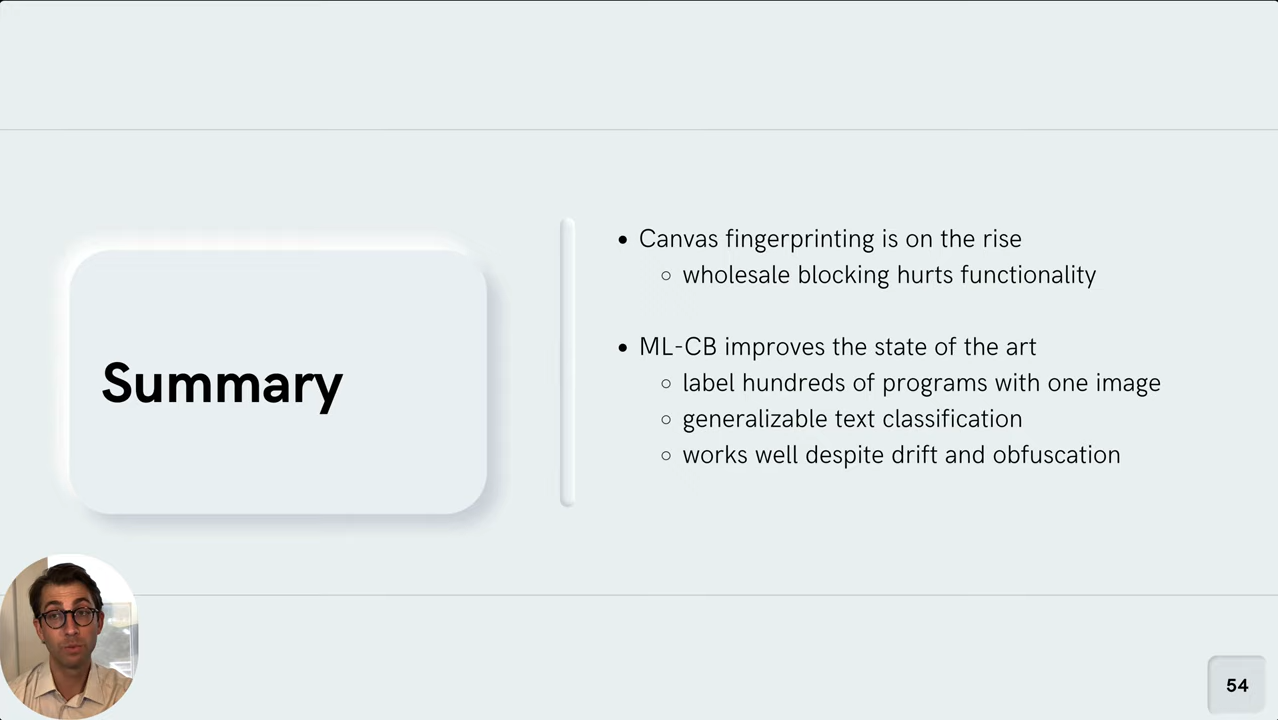 Summary
• Canvas fingerprinting is on the rise
◦ wholesale blocking hurts functionality
• ML-CB improves the state of the art
◦ label hundreds of programs with one image
◦ generalizable text classification
◦ works well despite drift and obfuscation
54